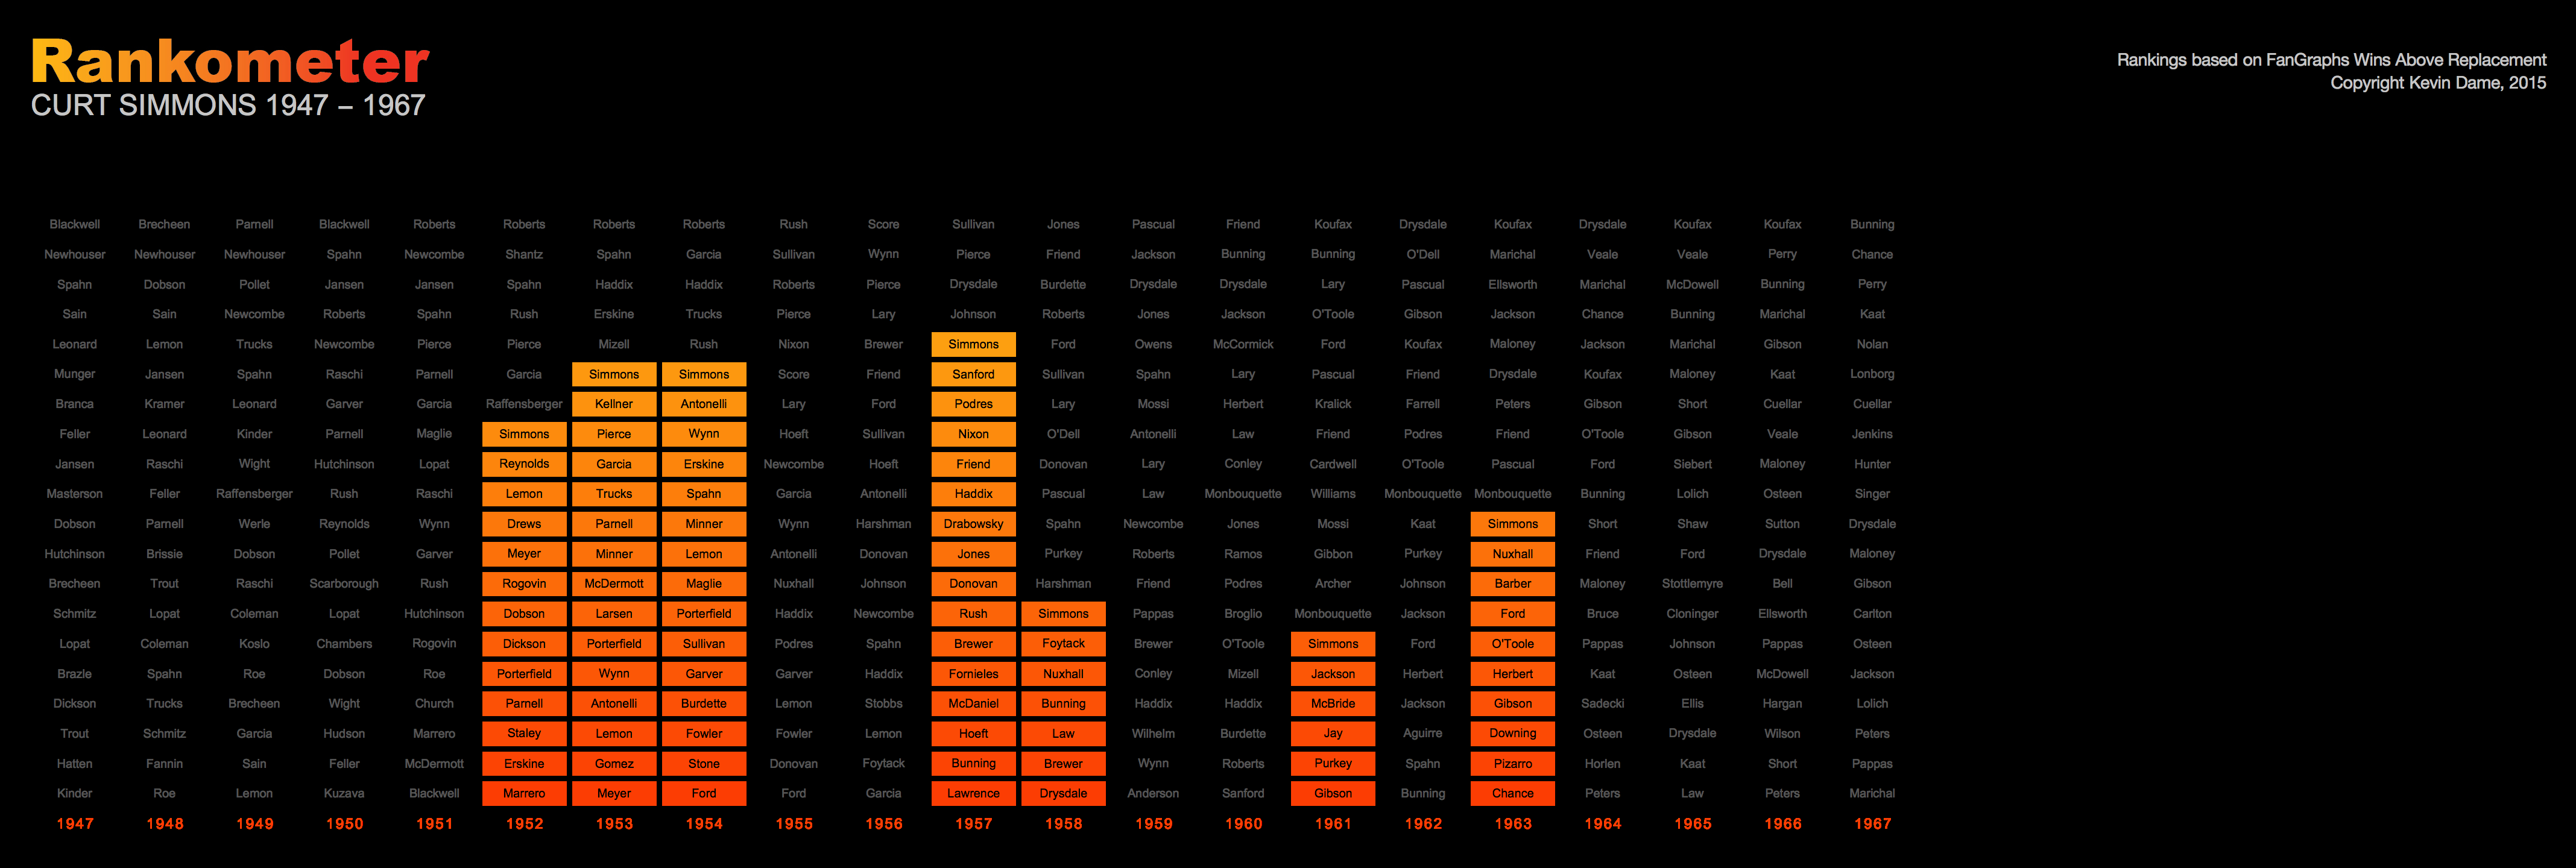 Rankometer
CURT SIMMONS 1947 – 1967
Rankings based on FanGraphs Wins Above Replacement
Copyright Kevin Dame, 2015
Blackwell Brecheen Parnell Blackwell Roberts Roberts Roberts Roberts Rush Score Sullivan Jones Pascual Friend Koufax Drysdale Koufax Drysdale Koufax Koufax Bunning
Newhouser Newhouser Newhouser Spahn Newcombe Shantz Spahn Garcia Sullivan Wynn Pierce Friend Jackson Bunning Bunning O'Dell Marichal Veale Veale Perry Chance
Spahn Dobson Pollet Jansen Jansen Spahn Haddix Haddix Roberts Pierce Drysdale Burdette Drysdale Drysdale Lary Pascual Ellsworth Marichal McDowell Bunning Perry
Sain Sain Newcombe Roberts Spahn Rush Erskine Trucks Pierce Lary Johnson Roberts Jones Jackson O'Toole Gibson Jackson Chance Bunning Marichal Kaat
Leonard Lemon Trucks Newcombe Pierce Pierce Mizell Rush Nixon Brewer Simmons Ford Owens McCormick Ford Koufax Maloney Jackson Marichal Gibson Nolan
Munger Jansen Spahn Raschi Parnell Garcia Simmons Simmons Score Friend Sanford Sullivan Spahn Lary Pascual Friend Drysdale Koufax Maloney Kaat Lonborg
Branca Kramer Leonard Garver Garcia Raffensberger Kellner Antonelli Lary Ford Podres Lary Mossi Herbert Kralick Farrell Peters Gibson Short Cuellar Cuellar
Feller Leonard Kinder Parnell Maglie Simmons Pierce Wynn Hoeft Sullivan Nixon O'Dell Antonelli Law Friend Podres Friend O'Toole Gibson Veale Jenkins
Jansen Raschi Wight Hutchinson Lopat Reynolds Garcia Erskine Newcombe Hoeft Friend Donovan Lary Conley Cardwell O'Toole Pascual Ford Siebert Maloney Hunter
Masterson Feller Raffensberger Rush Raschi Lemon Trucks Spahn Garcia Antonelli Haddix Pascual Law Monbouquette Williams Monbouquette Monbouquette Bunning Lolich Osteen Singer
Dobson Parnell Werle Reynolds Wynn Drews Parnell Minner Wynn Harshman Drabowsky Spahn Newcombe Jones Mossi Kaat Simmons Short Shaw Sutton Drysdale
Hutchinson Brissie Dobson Pollet Garver Meyer Minner Lemon Antonelli Donovan Jones Purkey Roberts Ramos Gibbon Purkey Nuxhall Friend Ford Drysdale Maloney
Brecheen Trout Raschi Scarborough Rush Rogovin McDermott Maglie Nuxhall Johnson Donovan Harshman Friend Podres Archer Johnson Barber Maloney Stottlemyre Bell Gibson
Schmitz Lopat Coleman Lopat Hutchinson Dobson Larsen Porterfield Haddix Newcombe Rush Simmons Pappas Broglio Monbouquette Jackson Ford Bruce Cloninger Ellsworth Carlton
Lopat Coleman Koslo Chambers Rogovin Dickson Porterfield Sullivan Podres Spahn Brewer Foytack Brewer O'Toole Simmons Ford O'Toole Pappas Johnson Pappas Osteen
Brazle Spahn Roe Dobson Roe Porterfield Wynn Garver Garver Haddix Fornieles Nuxhall Conley Mizell Jackson Herbert Herbert Kaat Osteen McDowell Jackson
Dickson Trucks Brecheen Wight Church Parnell Antonelli Burdette Lemon Stobbs McDaniel Bunning Haddix Haddix McBride Jackson Gibson Sadecki Ellis Hargan Lolich
Trout Schmitz Garcia Hudson Marrero Staley Lemon Fowler Fowler Lemon Hoeft Law Wilhelm Burdette Jay Aguirre Downing Osteen Drysdale Wilson Peters
Hatten Fannin Sain Feller McDermott Erskine Gomez Stone Donovan Foytack Bunning Brewer Wynn Roberts Purkey Spahn Pizarro Horlen Kaat Short Pappas
Kinder Roe Lemon Kuzava Blackwell Marrero Meyer Ford Ford Garcia Lawrence Drysdale Anderson Sanford Gibson Bunning Chance Peters Law Peters Marichal
1947 1948 1949 1950 1951 1952 1953 1954 1955 1956 1957 1958 1959 1960 1961 1962 1963 1964 1965 1966 1967